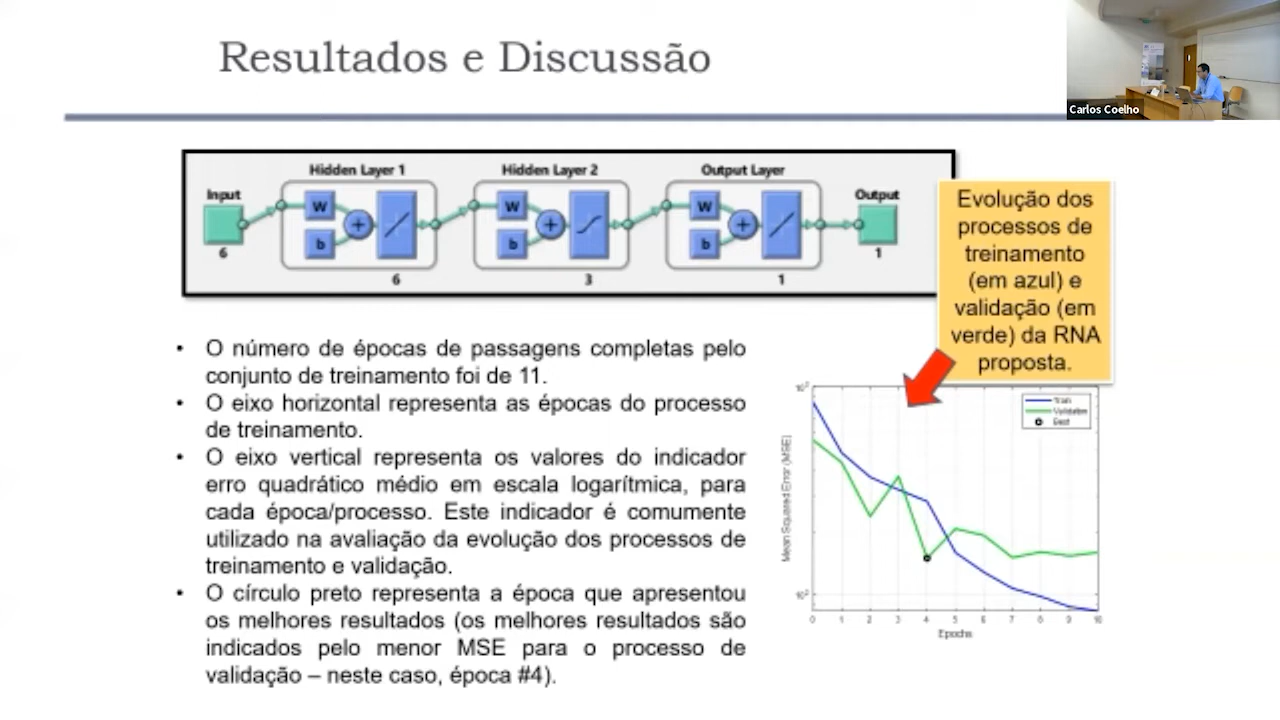 Resultados e Discussão
Carlos Coelho
Hidden Layer 1
Hidden Layer 2
Output Layer
Input
Output
W
W
W
+
+
+
b
b
b
6
6
3
1
1
Evolução dos
processos de
treinamento
(em azul) e
validação (em
verde) da RNA
proposta.
• O número de épocas de passagens completas pelo
conjunto de treinamento foi de 11.
• O eixo horizontal representa as épocas do processo
de treinamento.
• O eixo vertical representa os valores do indicador
erro quadrático médio em escala logarítmica, para
cada época/processo. Este indicador é comumente
utilizado na avaliação da evolução dos processos de
treinamento e validação.
• O círculo preto representa a época que apresentou
os melhores resultados (os melhores resultados são
indicados pelo menor MSE para o processo de
validação – neste caso, época #4).
Train
Validation
Best
Mean Squared Error (MSE)
0 1 2 3 4 5 6 7 8 9 10
Epochs